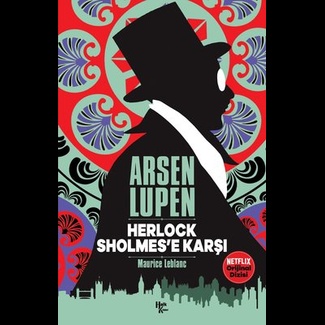 ARSEN
LUPEN
HERLOCK
SHOLMES'E KARŞI
Maurice Leblanc
NETFLIX
Orijinal
Dizisi